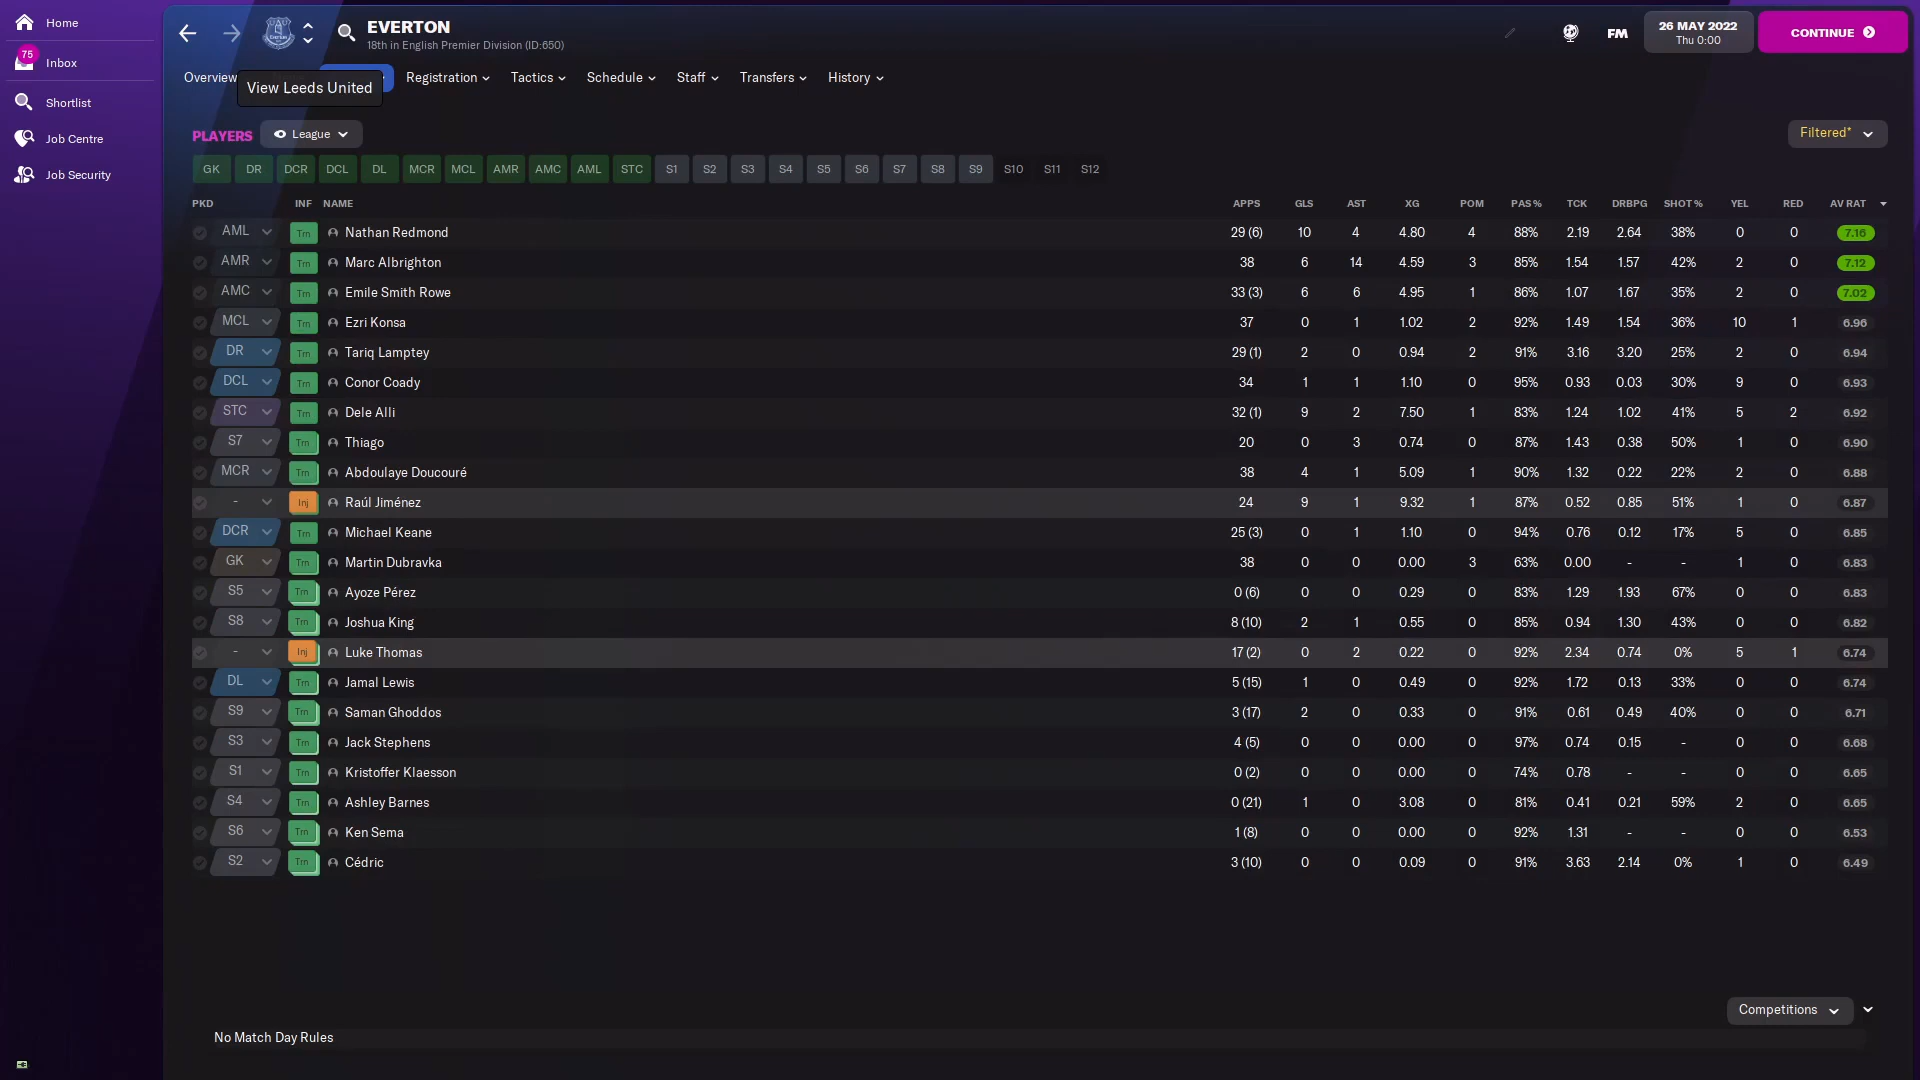 Home
75
Inbox
Shortlist
Job Centre
Job Security
EVERTON
18th in English Premier Division (ID:650)
FM
26 MAY 2022
Thu 0:00
CONTINUE
Overview
View Leeds United
Registration
Tactics
Schedule
Staff
Transfers
History
PLAYERS
League
Filtered*
GK DR DCR DCL DL MCR MCL AMR AMC AML STC S1 S2 S3 S4 S5 S6 S7 S8 S9 S10 S11 S12
PKD INF NAME APPS GLS AST XG POM PAS % TCK DRBPG SHOT % YEL RED AV RAT
AML Trn Nathan Redmond 29 (6) 10 4 4.80 4 88% 2.19 2.64 38% 0 0 7.16
AMR Trn Marc Albrighton 38 6 14 4.59 3 85% 1.54 1.57 42% 2 0 7.12
AMC Trn Emile Smith Rowe 33 (3) 6 6 4.95 1 86% 1.07 1.67 35% 2 0 7.02
MCL Trn Ezri Konsa 37 0 1 1.02 2 92% 1.49 1.54 36% 10 1 6.96
DR Trn Tariq Lamptey 29 (1) 2 0 0.94 2 91% 3.16 3.20 25% 2 0 6.94
DCL Trn Conor Coady 34 1 1 1.10 0 95% 0.93 0.03 30% 9 0 6.93
STC Trn Dele Alli 32 (1) 9 2 7.50 1 83% 1.24 1.02 41% 5 2 6.92
S7 Trn Thiago 20 0 3 0.74 0 87% 1.43 0.38 50% 1 0 6.90
MCR Trn Abdoulaye Doucouré 38 4 1 5.09 1 90% 1.32 0.22 22% 2 0 6.88
- Inj Raúl Jiménez 24 9 1 9.32 1 87% 0.52 0.85 51% 1 0 6.87
DCR Trn Michael Keane 25 (3) 0 1 1.10 0 94% 0.76 0.12 17% 5 0 6.85
GK Trn Martin Dubravka 38 0 0 0.00 3 63% 0.00 - - 1 0 6.83
S5 Trn Ayoze Pérez 0 (6) 0 0 0.29 0 83% 1.29 1.93 67% 0 0 6.83
S8 Trn Joshua King 8 (10) 2 1 0.55 0 85% 0.94 1.30 43% 0 0 6.82
- Inj Luke Thomas 17 (2) 0 2 0.22 0 92% 2.34 0.74 0% 5 1 6.74
DL Trn Jamal Lewis 5 (15) 1 0 0.49 0 92% 1.72 0.13 33% 0 0 6.74
S9 Trn Saman Ghoddos 3 (17) 2 0 0.33 0 91% 0.61 0.49 40% 0 0 6.71
S3 Trn Jack Stephens 4 (5) 0 0 0.00 0 97% 0.74 0.15 - 0 0 6.68
S1 Trn Kristoffer Klaesson 0 (2) 0 0 0.00 0 74% 0.78 - - 0 0 6.65
S4 Trn Ashley Barnes 0 (21) 1 0 3.08 0 81% 0.41 0.21 59% 2 0 6.65
S6 Trn Ken Sema 1 (8) 0 0 0.00 0 92% 1.31 - - 0 0 6.53
S2 Trn Cédric 3 (10) 0 0 0.09 0 91% 3.63 2.14 0% 1 0 6.49
Competitions
No Match Day Rules